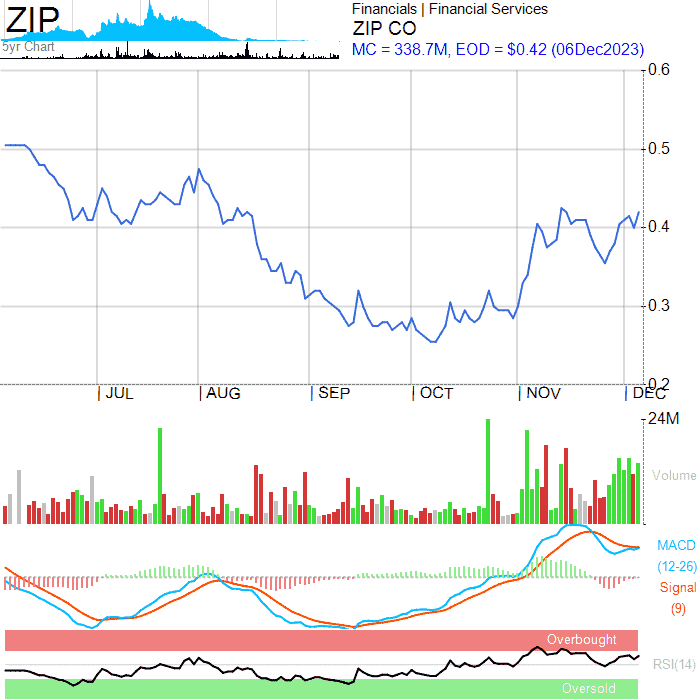 ZIP
5yr Chart
Financials | Financial Services
ZIP CO
MC = 338.7M, EOD = $0.42 (06Dec2023)
0.6
0.5
0.4
0.3
0.2
| JUL | AUG | SEP | OCT | NOV | DEC
24M
Volume
MACD
(12-26)
Signal
(9)
Overbought
RSI(14)
Oversold